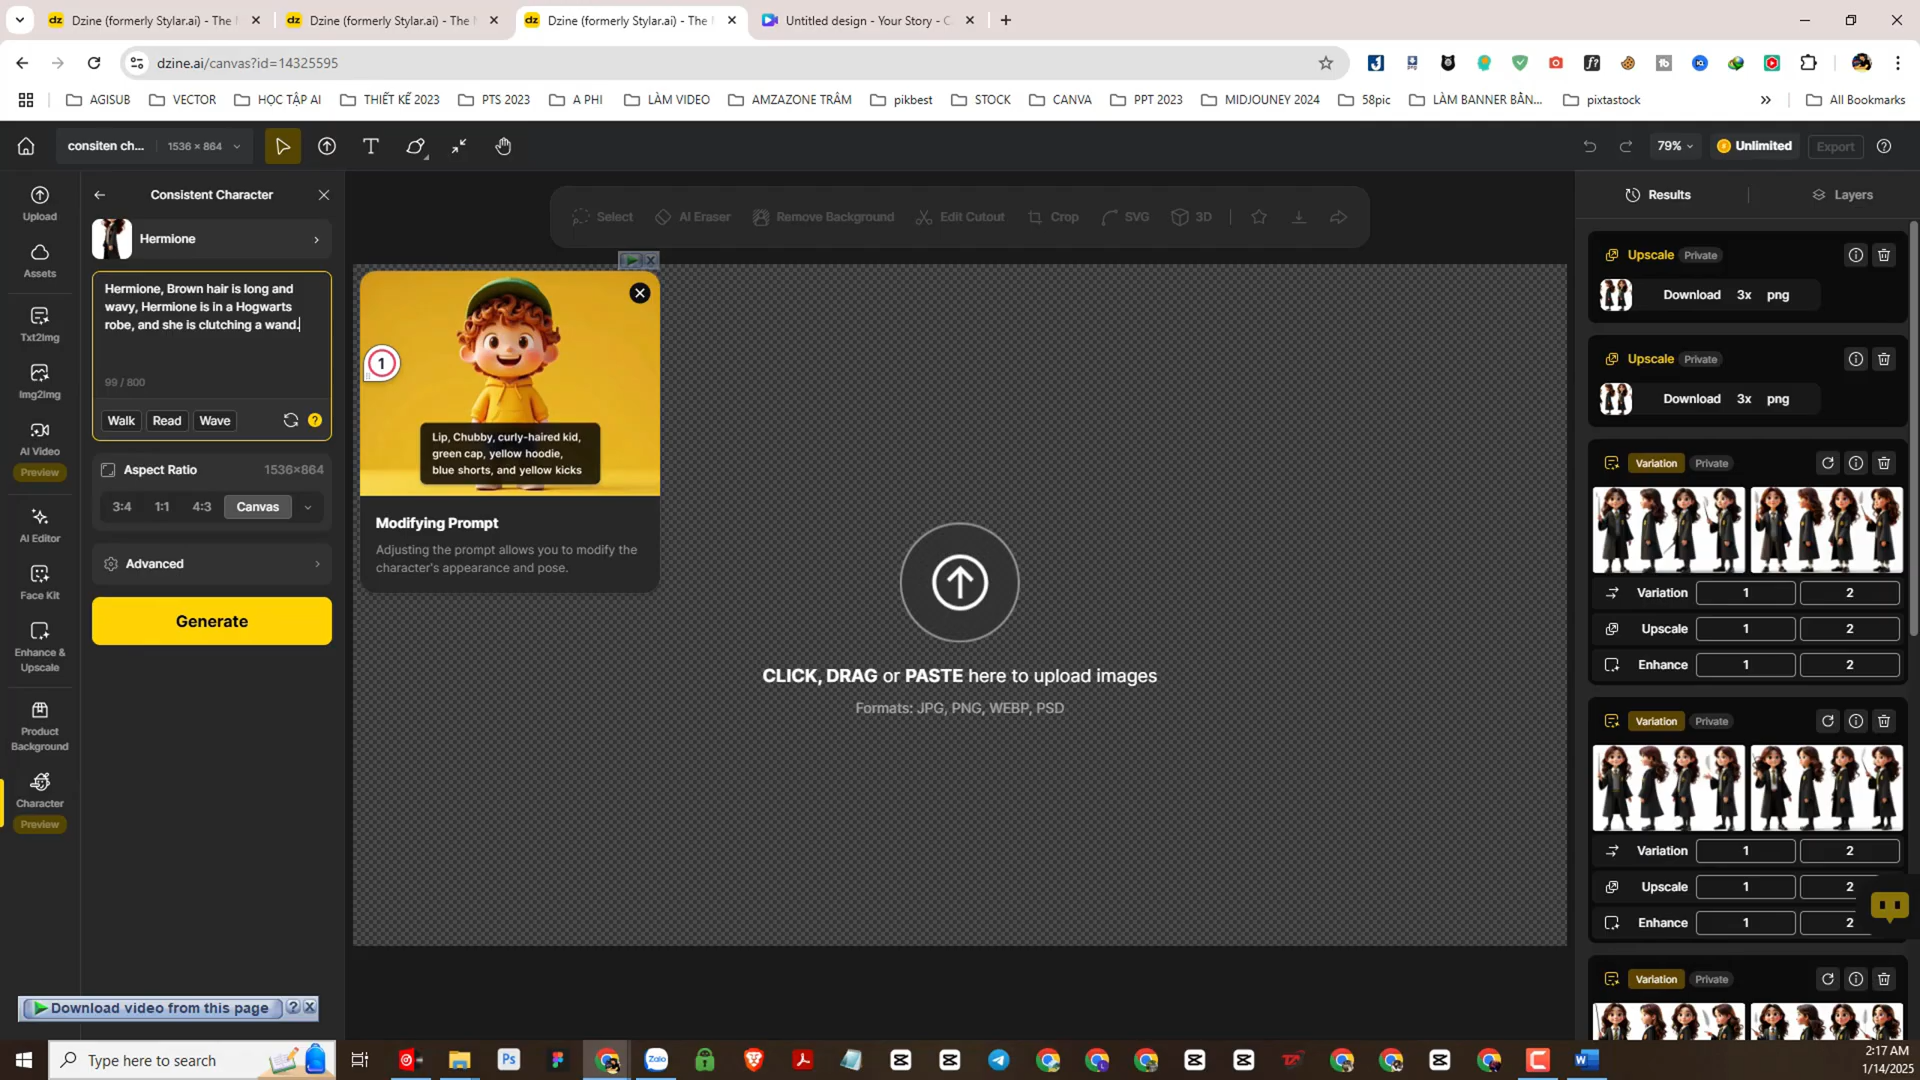 Dzine (formerly Stylar.ai) - The
Dzine (formerly Stylar.ai) - The
Dzine (formerly Stylar.ai) - The
Untitled design - Your Story - C
dzine.ai/canvas?id=14325595
AGISUB
VECTOR
HỌC TẬP AI
THIẾT KẾ 2023
PTS 2023
A PHI
LÀM VIDEO
AMZAZONE TRÂM
pikbest
STOCK
CANVA
PPT 2023
MIDJOUNEY 2024
58pic
LÀM BANNER BẰN...
pixtastock
All Bookmarks
consiten ch...
1536 × 864
79%
Unlimited
Export
Upload
Assets
Txt2Img
Img2Img
AI Video
Preview
AI Editor
Face Kit
Enhance &
Upscale
Product
Background
Character
Preview
Consistent Character
Hermione
Hermione, Brown hair is long and
wavy, Hermione is in a Hogwarts
robe, and she is clutching a wand.
99 / 800
Walk
Read
Wave
Aspect Ratio
1536×864
3:4
1:1
4:3
Canvas
Advanced
Generate
Select
AI Eraser
Remove Background
Edit Cutout
Crop
SVG
3D
1
Lip, Chubby, curly-haired kid,
green cap, yellow hoodie,
blue shorts, and yellow kicks
Modifying Prompt
Adjusting the prompt allows you to modify the
character's appearance and pose.
CLICK, DRAG or PASTE here to upload images
Formats: JPG, PNG, WEBP, PSD
Results
Layers
Upscale Private
Download 3x png
Upscale Private
Download 3x png
Variation Private
Variation 1 2
Upscale 1 2
Enhance 1 2
Variation Private
Variation 1 2
Upscale 1 2
Enhance 1 2
Variation Private
Download video from this page
Type here to search
2:17 AM
1/14/2025